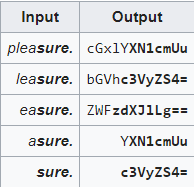 Input Output
pleasure. cGxlYXN1cmUu
leasure. bGVhc3VyZS4=
easure. ZWFzdXJlLg==
asure. YXN1cmUu
sure. c3VyZS4=